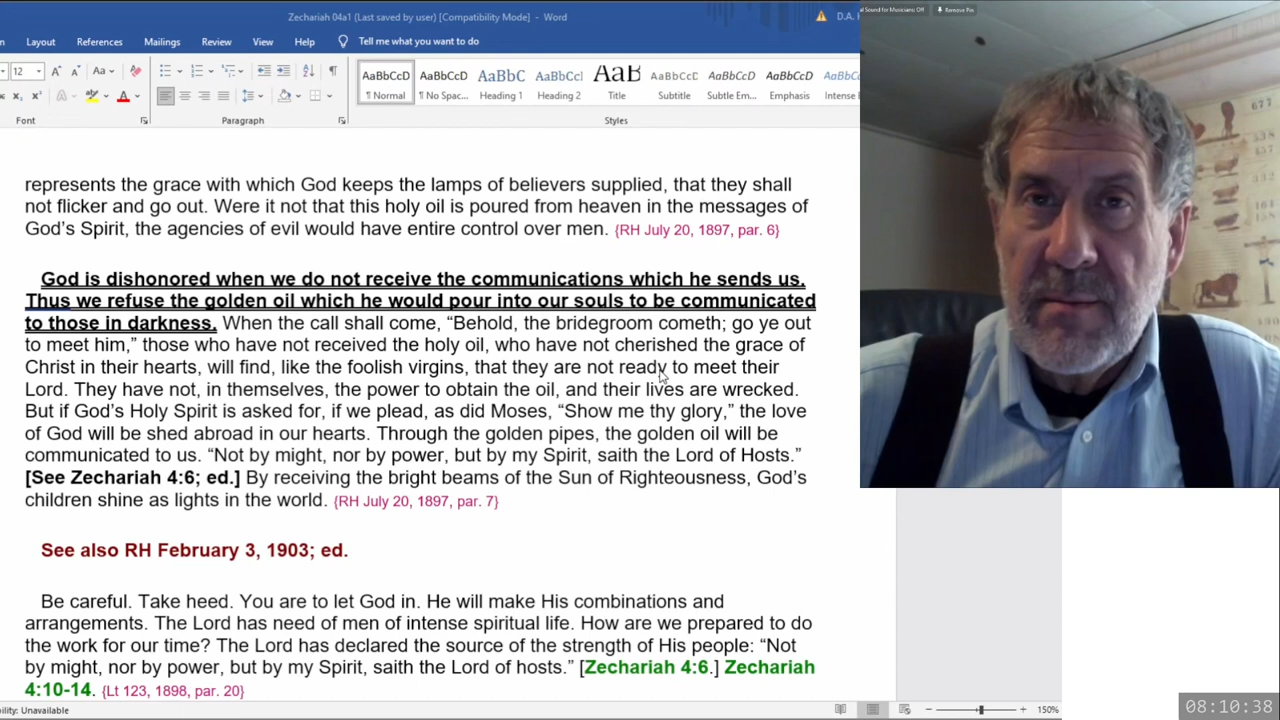 Zechariah 04a1 (Last saved by user) [Compatibility Mode] - Word
D.A.
l Sound for Musicians: Off
Remove Pin
Layout References Mailings Review View Help Tell me what you want to do
12 Aa
AaBbCcD AaBbCcD AaBbC AaBbCc AaB AaBbCcD AaBbCcD AaBbCcD AaBbC
¶ Normal ¶ No Spac... Heading 1 Heading 2 Title Subtitle Subtle Em... Emphasis Intense
Font Paragraph Styles
677
represents the grace with which God keeps the lamps of believers supplied, that they shall
not flicker and go out. Were it not that this holy oil is poured from heaven in the messages of
God’s Spirit, the agencies of evil would have entire control over men. {RH July 20, 1897, par. 6}
God is dishonored when we do not receive the communications which he sends us.
Thus we refuse the golden oil which he would pour into our souls to be communicated
to those in darkness. When the call shall come, “Behold, the bridegroom cometh; go ye out
to meet him,” those who have not received the holy oil, who have not cherished the grace of
Christ in their hearts, will find, like the foolish virgins, that they are not ready to meet their
Lord. They have not, in themselves, the power to obtain the oil, and their lives are wrecked.
But if God’s Holy Spirit is asked for, if we plead, as did Moses, “Show me thy glory,” the love
of God will be shed abroad in our hearts. Through the golden pipes, the golden oil will be
communicated to us. “Not by might, nor by power, but by my Spirit, saith the Lord of Hosts.”
[See Zechariah 4:6; ed.] By receiving the bright beams of the Sun of Righteousness, God’s
children shine as lights in the world. {RH July 20, 1897, par. 7}
See also RH February 3, 1903; ed.
Be careful. Take heed. You are to let God in. He will make His combinations and
arrangements. The Lord has need of men of intense spiritual life. How are we prepared to do
the work for our time? The Lord has declared the source of the strength of His people: “Not
by might, nor by power, but by my Spirit, saith the Lord of hosts.” [Zechariah 4:6.] Zechariah
4:10-14. {Lt 123, 1898, par. 20}
bility: Unavailable
150%
08:10:38